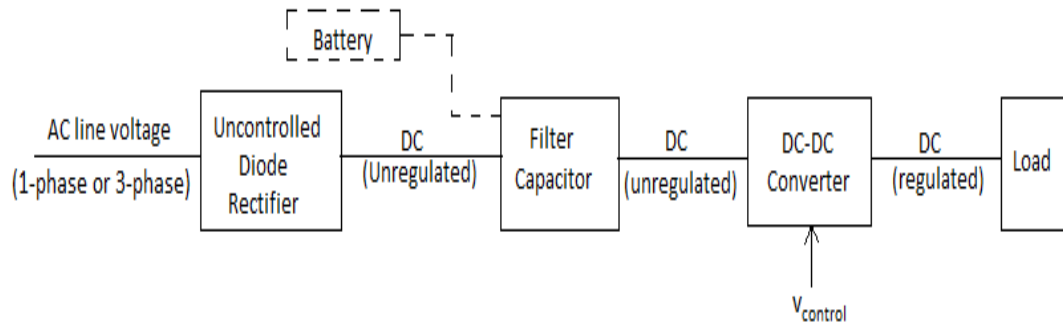 Battery
AC line voltage
(1-phase or 3-phase)
Uncontrolled
Diode
Rectifier
DC
(Unregulated)
Filter
Capacitor
DC
(unregulated)
DC-DC
Converter
DC
(regulated)
Load
Vcontrol